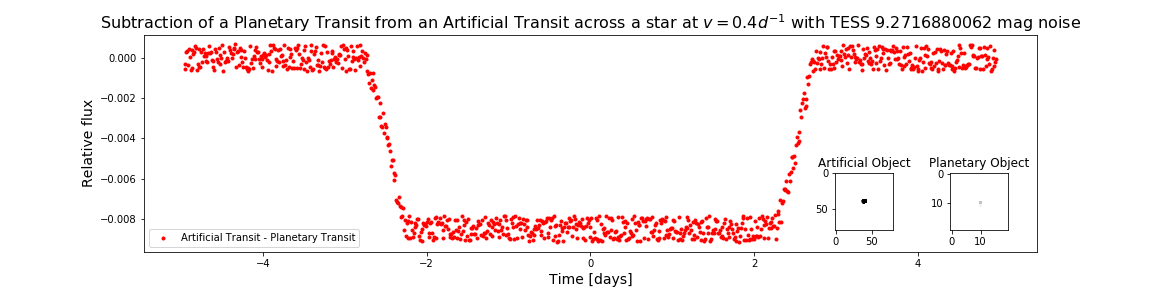 Subtraction of a Planetary Transit from an Artificial Transit across a star at v = 0.4d⁻¹ with TESS 9.2716880062 mag noise
Relative flux
0.000
−0.002
−0.004
−0.006
−0.008
Artificial Transit - Planetary Transit
Artificial Object
0
50
0 50
Planetary Object
0
10
0 10
−4 −2 0 2 4
Time [days]